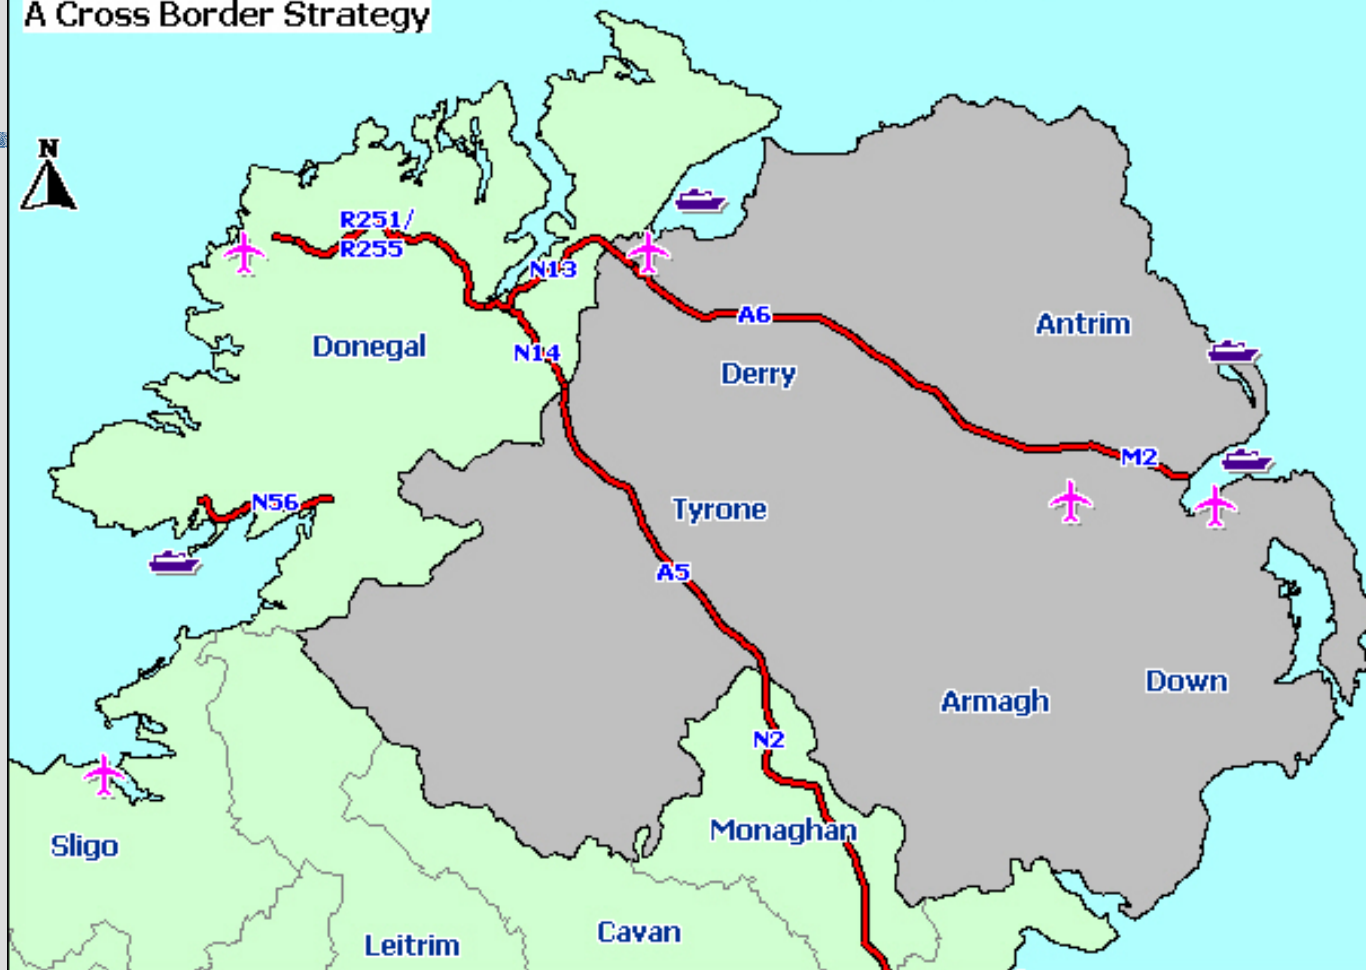 A Cross Border Strategy
N
R251/
R255
N13
A6
Antrim
Donegal
N14
Derry
M2
N56
Tyrone
A5
Down
Armagh
N2
Monaghan
Sligo
Cavan
Leitrim